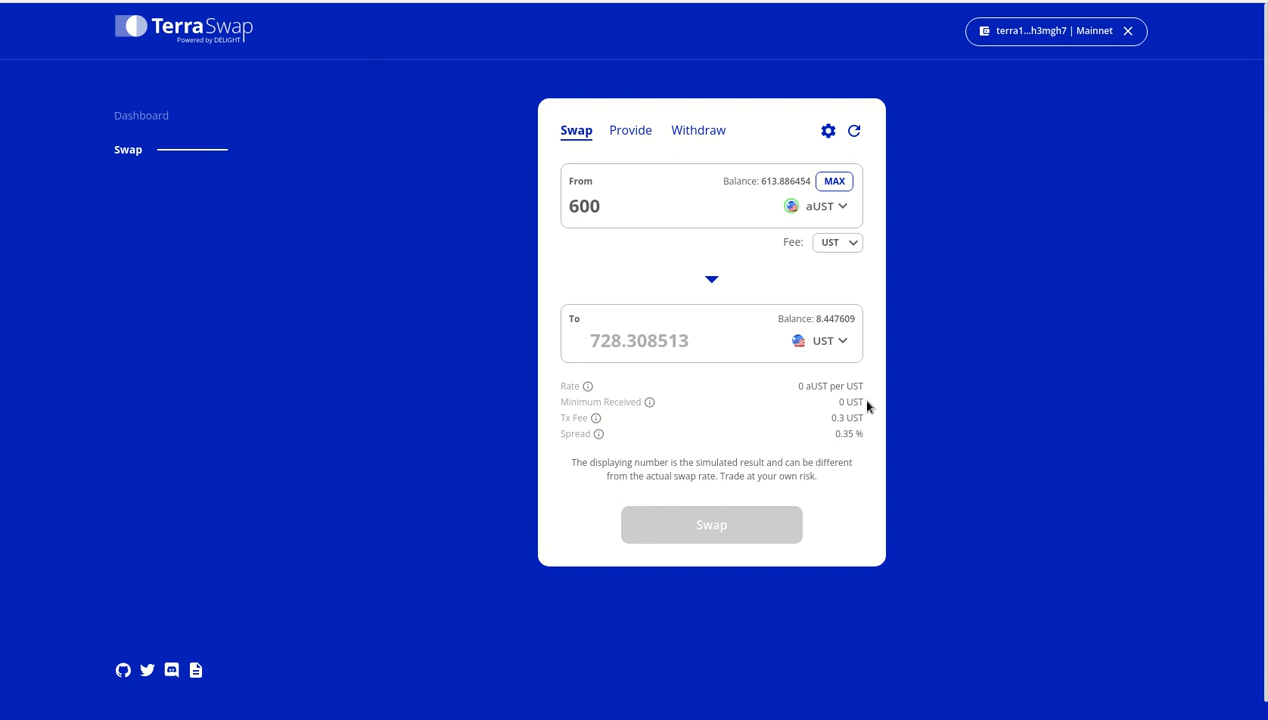 TerraSwap
Powered by DELIGHT
terra1...h3mgh7 | Mainnet
Dashboard
Swap
Swap Provide Withdraw
From Balance: 613.886454 MAX
600 aUST
Fee: UST
To Balance: 8.447609
728.308513 UST
Rate 0 aUST per UST
Minimum Received 0 UST
Tx Fee 0.3 UST
Spread 0.35 %
The displaying number is the simulated result and can be different
from the actual swap rate. Trade at your own risk.
Swap